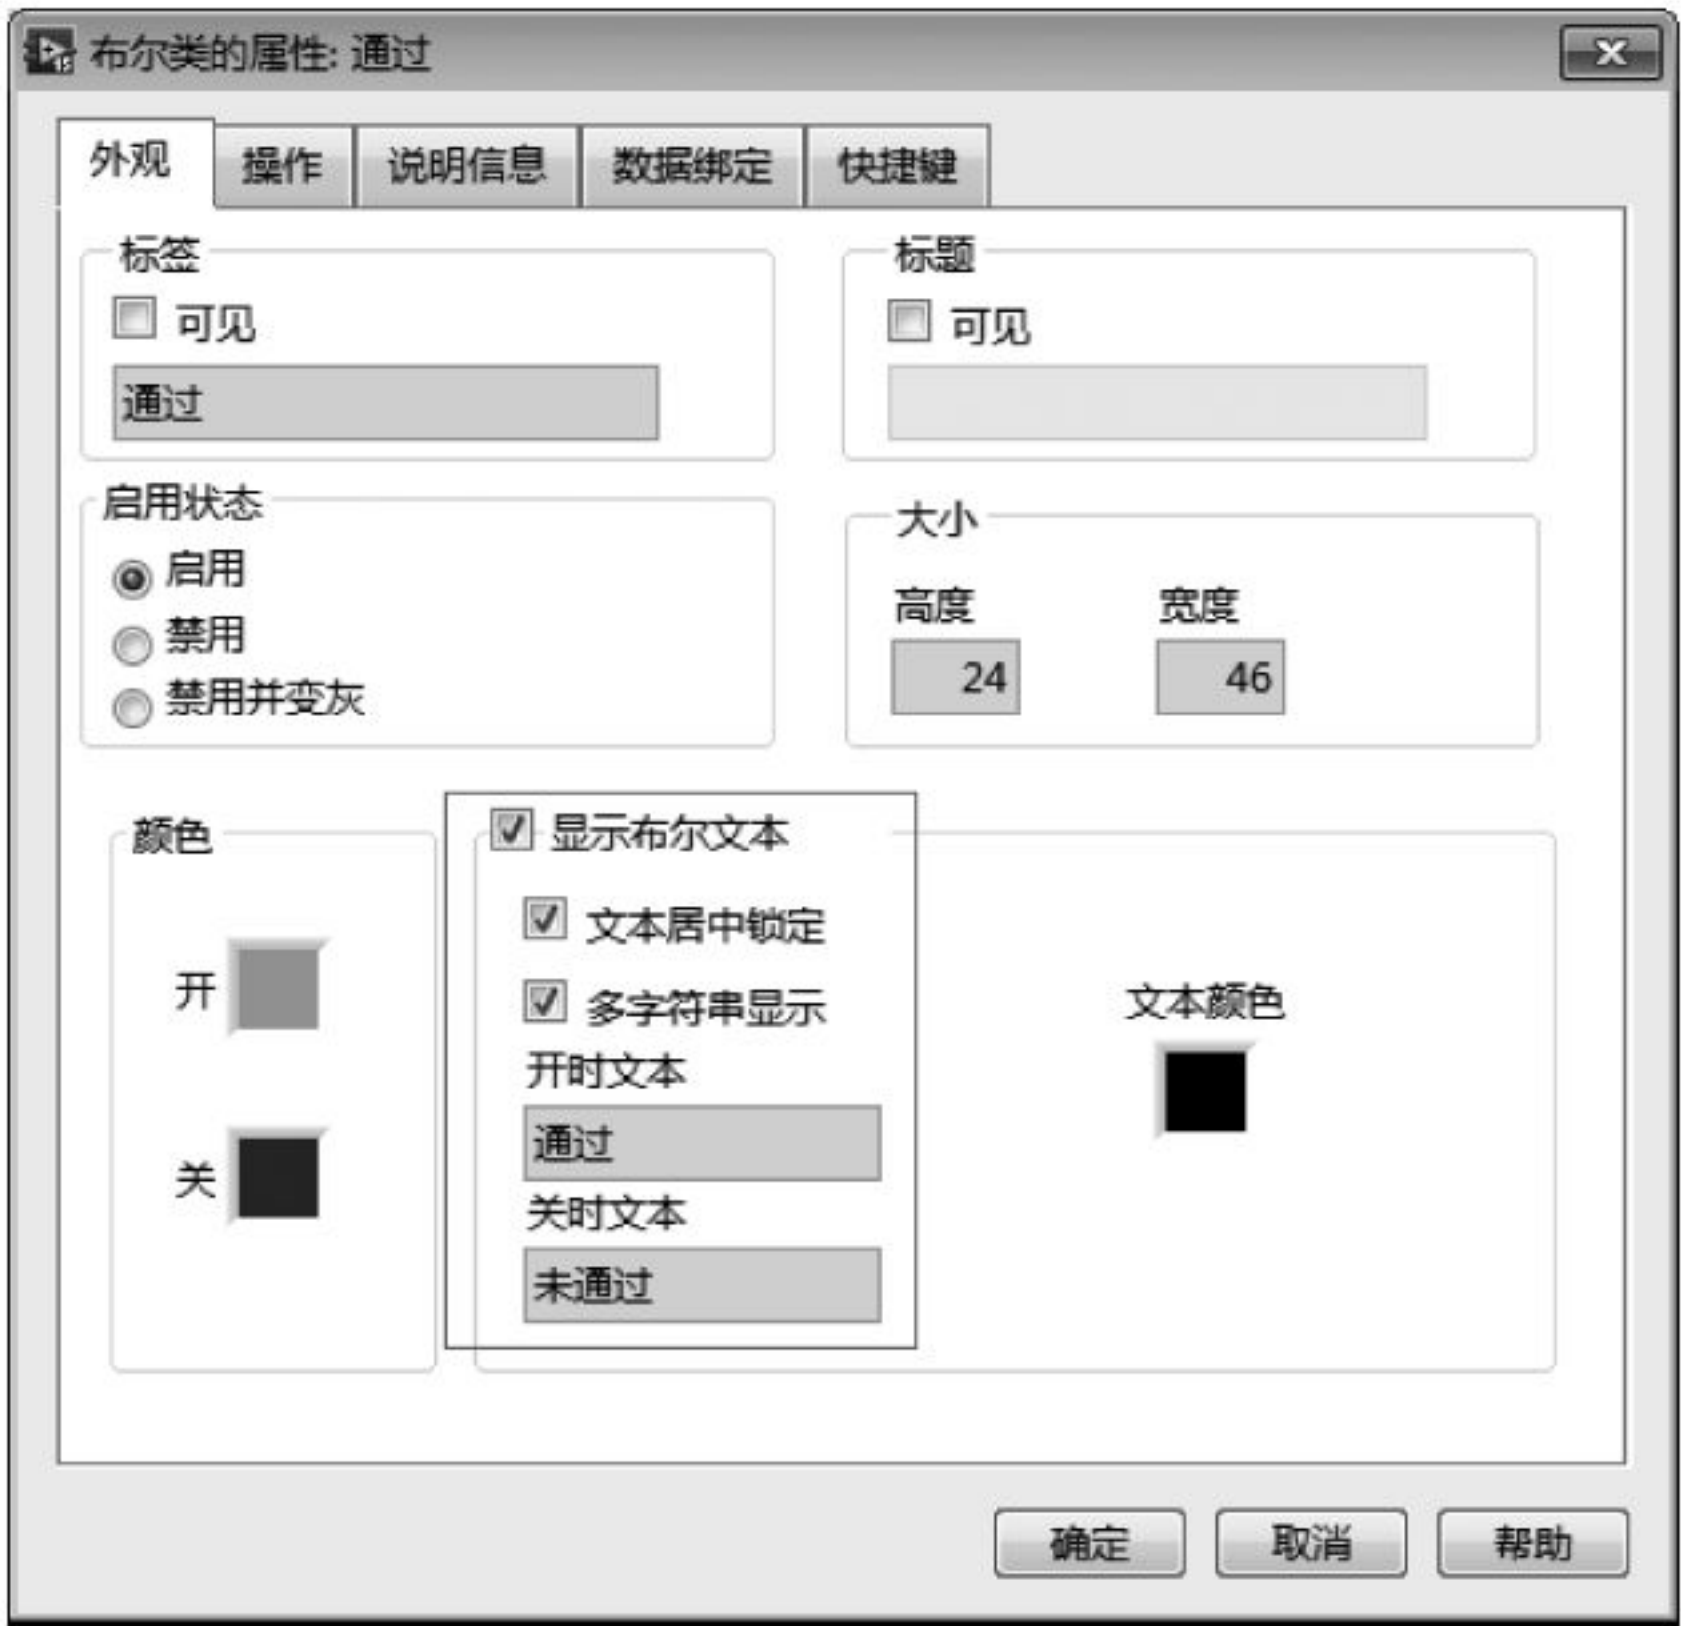 布尔类的属性: 通过
外观 操作 说明信息 数据绑定 快捷键
标签
可见
通过
标题
可见
启用状态
启用
禁用
禁用并变灰
大小
高度 宽度
24 46
颜色
开
关
显示布尔文本
文本居中锁定
多字符串显示
开时文本
通过
关时文本
未通过
文本颜色
确定 取消 帮助